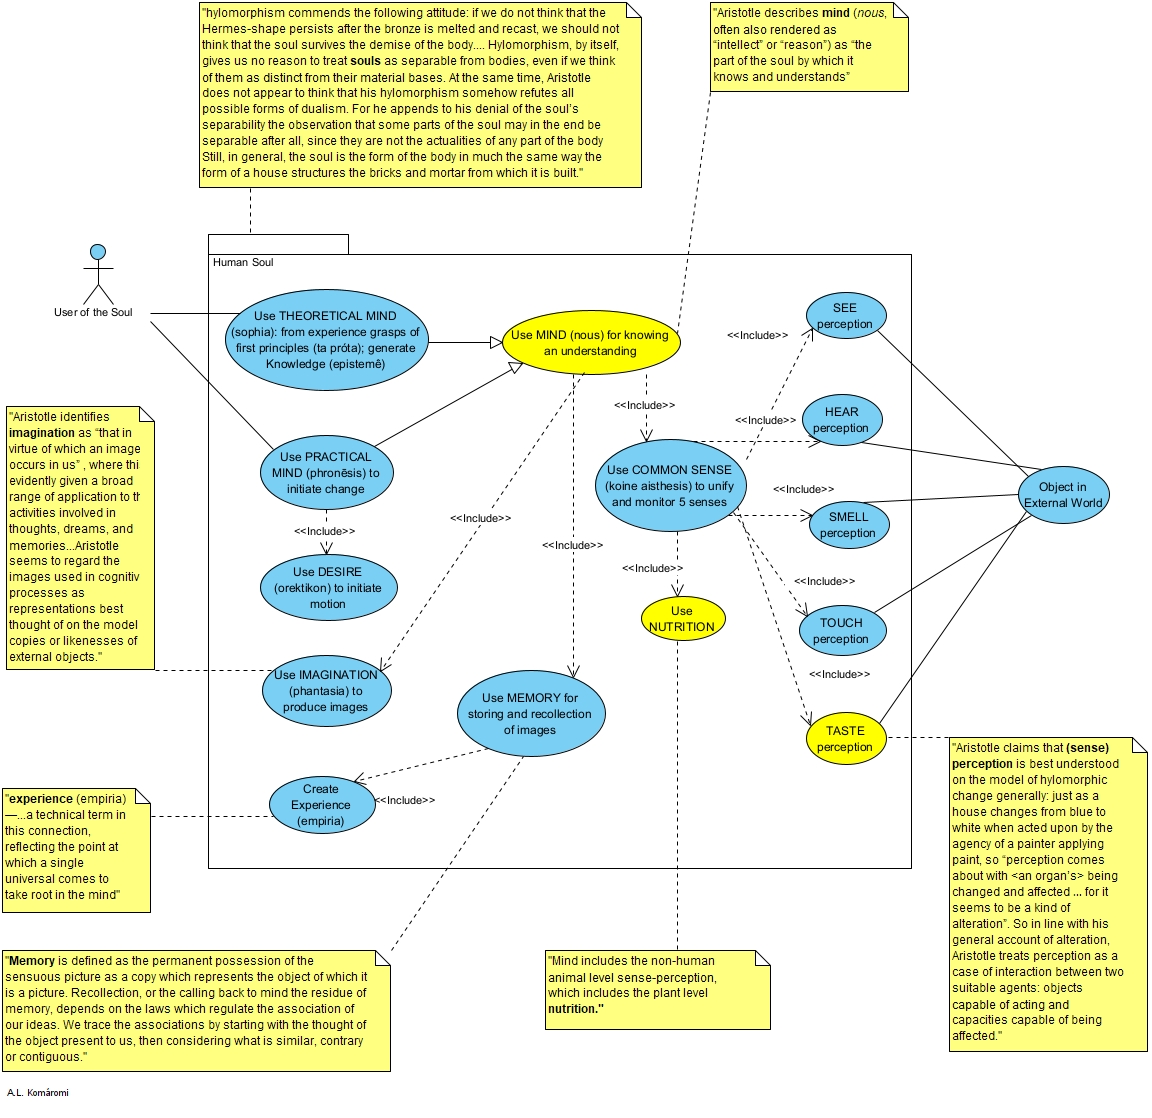 "hylomorphism commends the following attitude: if we do not think that the
Hermes-shape persists after the bronze is melted and recast, we should not
think that the soul survives the demise of the body.... Hylomorphism, by itself,
gives us no reason to treat souls as separable from bodies, even if we think
of them as distinct from their material bases. At the same time, Aristotle
does not appear to think that his hylomorphism somehow refutes all
possible forms of dualism. For he appends to his denial of the soul's
separability the observation that some parts of the soul may in the end be
separable after all, since they are not the actualities of any part of the body
Still, in general, the soul is the form of the body in much the same way the
form of a house structures the bricks and mortar from which it is built."
"Aristotle describes mind (nous,
often also rendered as
"intellect" or "reason") as "the
part of the soul by which it
knows and understands"
User of the Soul
Human Soul
Use THEORETICAL MIND
(sophia): from experience grasps of
first principles (ta próta); generate
Knowledge (epistemê)
Use MIND (nous) for knowing
an understanding
SEE
perception
<<Include>>
<<Include>>
<<Include>>
HEAR
perception
Use PRACTICAL
MIND (phronēsis) to
initiate change
Use COMMON SENSE
(koine aisthesis) to unify
and monitor 5 senses
<<Include>>
SMELL
perception
Object in
External World
<<Include>>
<<Include>>
<<Include>>
<<Include>>
<<Include>>
Use DESIRE
(orektikon) to initiate
motion
Use
NUTRITION
TOUCH
perception
<<Include>>
Use IMAGINATION
(phantasia) to
produce images
Use MEMORY for
storing and recollection
of images
TASTE
perception
Create
Experience
(empiria)
<<Include>>
"Aristotle identifies
imagination as "that in
virtue of which an image
occurs in us" , where thi
evidently given a broad
range of application to th
activities involved in
thoughts, dreams, and
memories...Aristotle
seems to regard the
images used in cognitiv
processes as
representations best
thought of on the model
copies or likenesses of
external objects."
"experience (empiria)
—...a technical term in
this connection,
reflecting the point at
which a single
universal comes to
take root in the mind"
"Memory is defined as the permanent possession of the
sensuous picture as a copy which represents the object of which it
is a picture. Recollection, or the calling back to mind the residue of
memory, depends on the laws which regulate the association of
our ideas. We trace the associations by starting with the thought of
the object present to us, then considering what is similar, contrary
or contiguous."
"Mind includes the non-human
animal level sense-perception,
which includes the plant level
nutrition."
"Aristotle claims that (sense)
perception is best understood
on the model of hylomorphic
change generally: just as a
house changes from blue to
white when acted upon by the
agency of a painter applying
paint, so "perception comes
about with <an organ's> being
changed and affected ... for it
seems to be a kind of
alteration". So in line with his
general account of alteration,
Aristotle treats perception as a
case of interaction between two
suitable agents: objects
capable of acting and
capacities capable of being
affected."
A.L. Komáromi